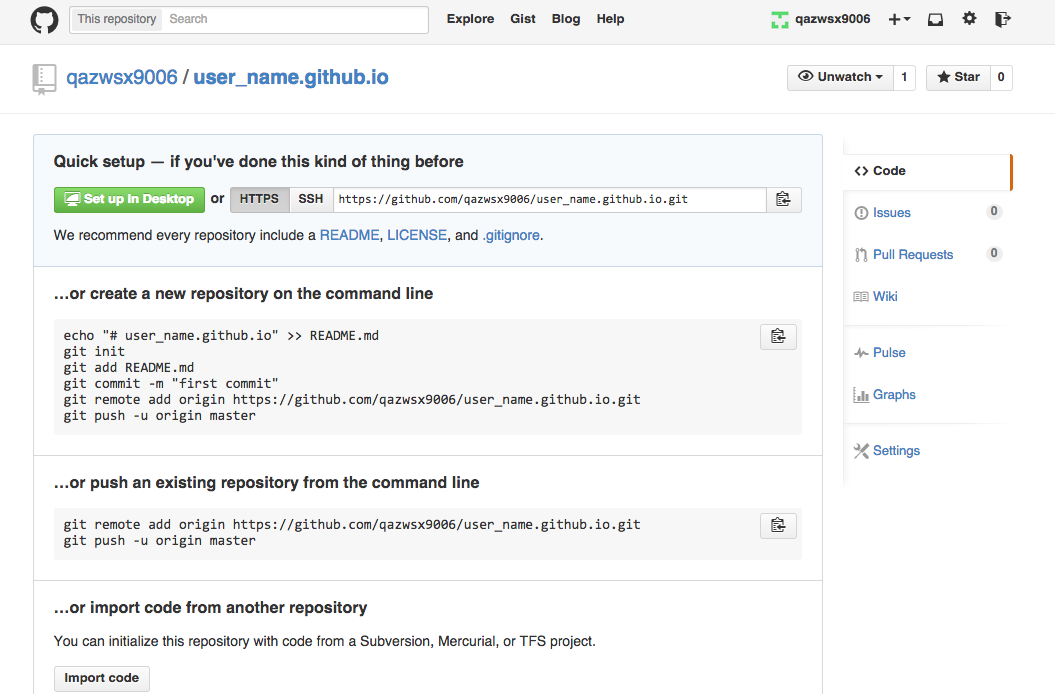 This repository Search Explore Gist Blog Help qazwsx9006
qazwsx9006 / user_name.github.io Unwatch 1 Star 0
Quick setup — if you've done this kind of thing before
Set up in Desktop or HTTPS SSH https://github.com/qazwsx9006/user_name.github.io.git
We recommend every repository include a README, LICENSE, and .gitignore.
…or create a new repository on the command line
echo "# user_name.github.io" >> README.md
git init
git add README.md
git commit -m "first commit"
git remote add origin https://github.com/qazwsx9006/user_name.github.io.git
git push -u origin master
…or push an existing repository from the command line
git remote add origin https://github.com/qazwsx9006/user_name.github.io.git
git push -u origin master
…or import code from another repository
You can initialize this repository with code from a Subversion, Mercurial, or TFS project.
Import code
Code
Issues 0
Pull Requests 0
Wiki
Pulse
Graphs
Settings